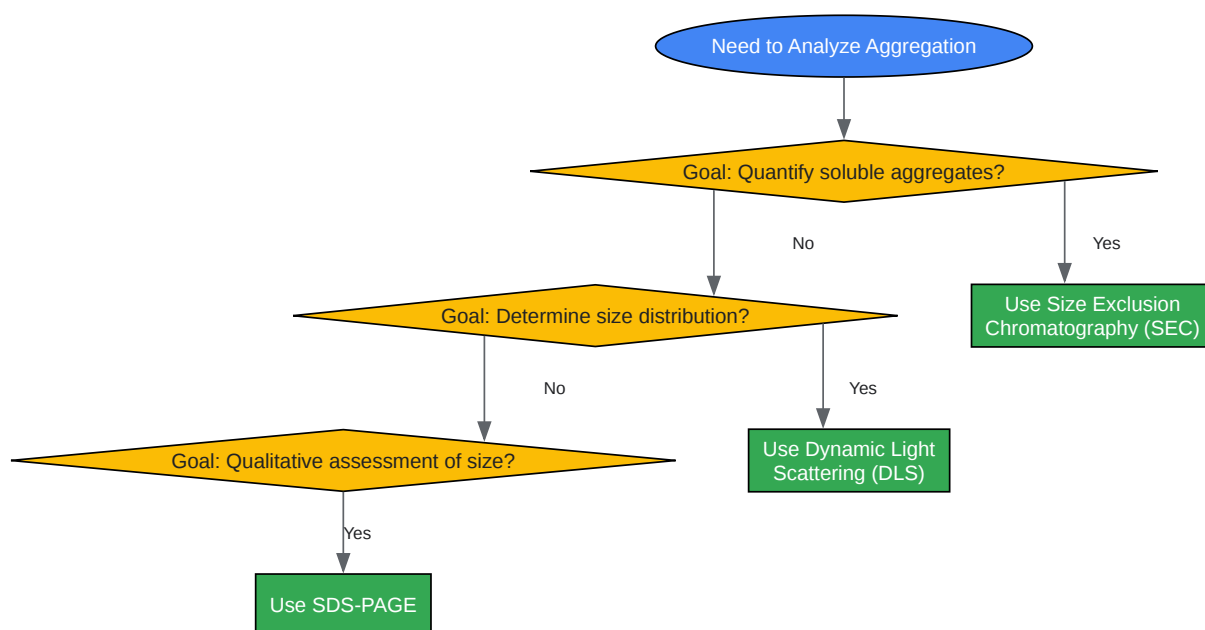 Need to Analyze Aggregation
Goal: Quantify soluble aggregates?
No
Yes
Use Size Exclusion
Chromatography (SEC)
Goal: Determine size distribution?
No
Yes
Use Dynamic Light
Scattering (DLS)
Goal: Qualitative assessment of size?
Yes
Use SDS-PAGE